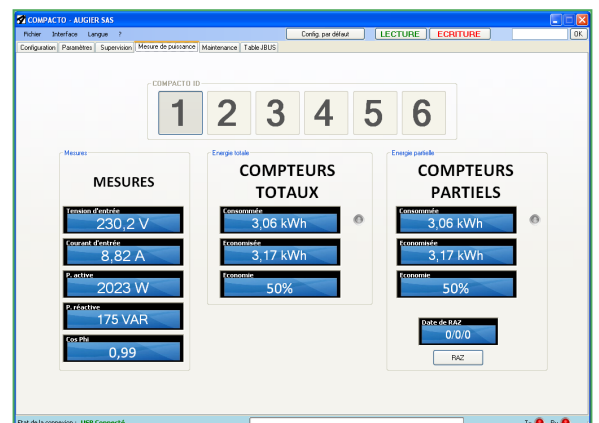 COMPACTO - AUGIER SAS
Fichier Interface Langue ? Config. par défaut LECTURE ECRITURE OK
Configuration Paramètres Supervision Mesure de puissance Maintenance Table JBUS
COMPACTO ID
1 2 3 4 5 6
Mesures
MESURES
Tension d'entrée
230,2 V
Courant d'entrée
8,82 A
P. active
2023 W
P. réactive
175 VAR
Cos Phi
0,99
Energie totale
COMPTEURS
TOTAUX
Consommée
3,06 kWh
Economisée
3,17 kWh
Economie
50%
Energie partielle
COMPTEURS
PARTIELS
Consommée
3,06 kWh
Economisée
3,17 kWh
Economie
50%
Date de RAZ
0/0/0
RAZ
Etat de la connexion : USB Connecté Tx Rx